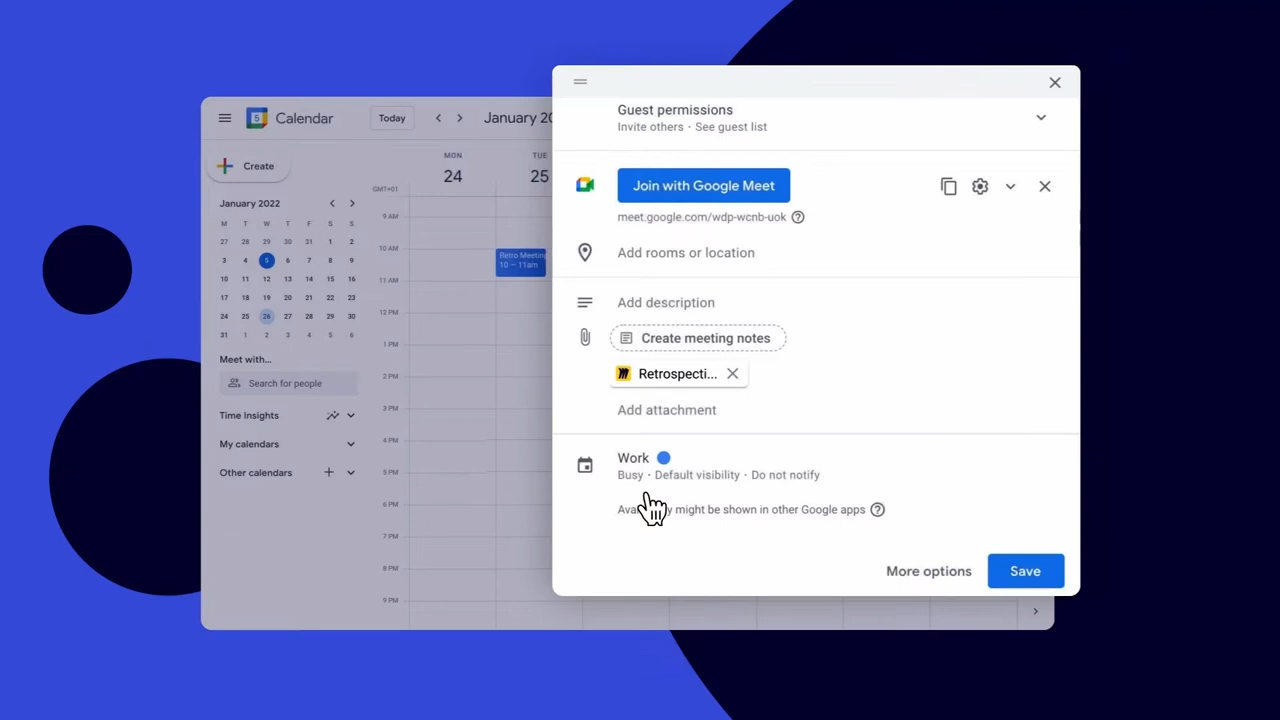 Calendar
Today
January 20
Create
January 2022
M T W T F S S
27 28 29 30 31 1 2
3 4 5 6 7 8 9
10 11 12 13 14 15 16
17 18 19 20 21 22 23
24 25 26 27 28 29 30
31 1 2 3 4 5 6
Meet with...
Search for people
Time Insights
My calendars
Other calendars
MON
24
TUE
25
GMT+01
9 AM
10 AM
11 AM
12 PM
1 PM
2 PM
3 PM
4 PM
5 PM
6 PM
7 PM
8 PM
9 PM
Retro Meeting
10 – 11am
Guest permissions
Invite others · See guest list
Join with Google Meet
meet.google.com/wdp-wcnb-uok
Add rooms or location
Add description
Create meeting notes
Retrospecti...
Add attachment
Work
Busy · Default visibility · Do not notify
might be shown in other Google apps
More options
Save